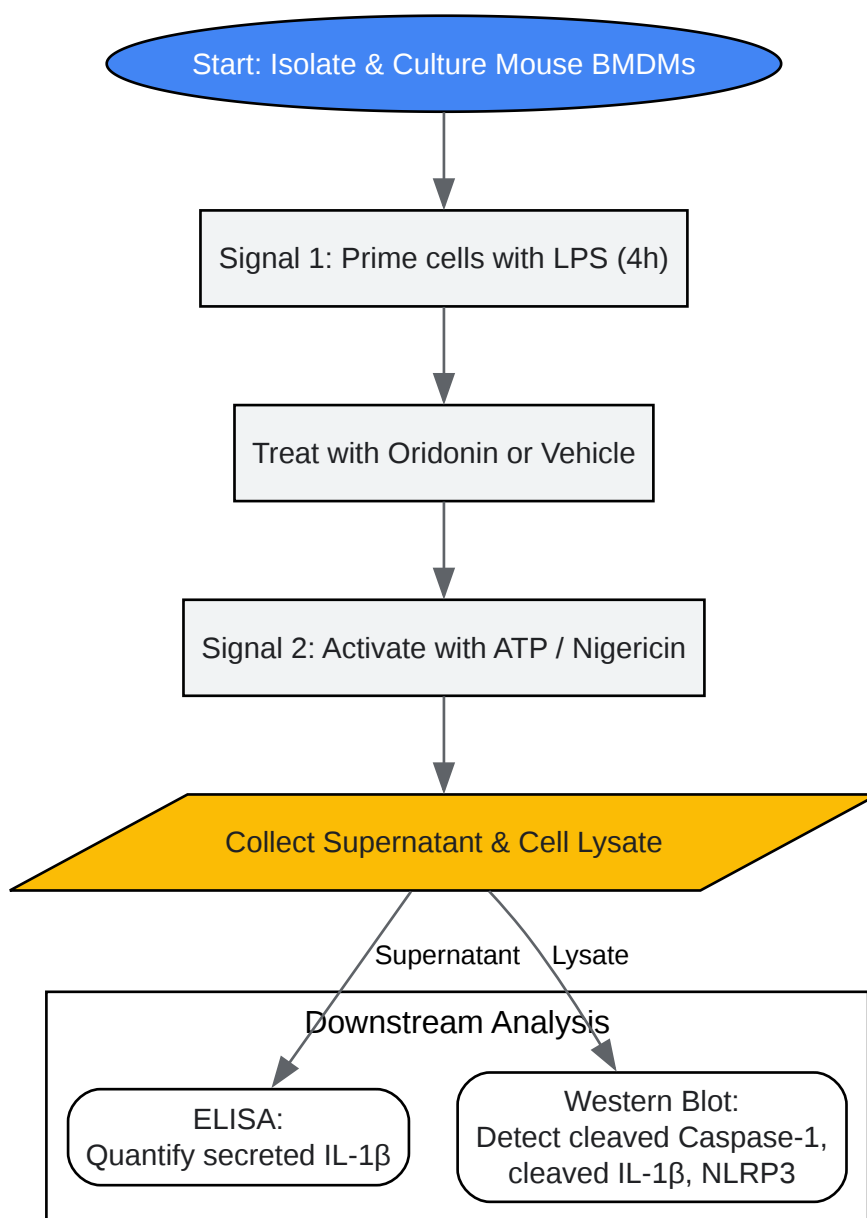 Start: Isolate & Culture Mouse BMDMs
Signal 1: Prime cells with LPS (4h)
Treat with Oridonin or Vehicle
Signal 2: Activate with ATP / Nigericin
Collect Supernatant & Cell Lysate
Supernatant
Lysate
Downstream Analysis
ELISA:
Quantify secreted IL-1β
Western Blot:
Detect cleaved Caspase-1,
cleaved IL-1β, NLRP3